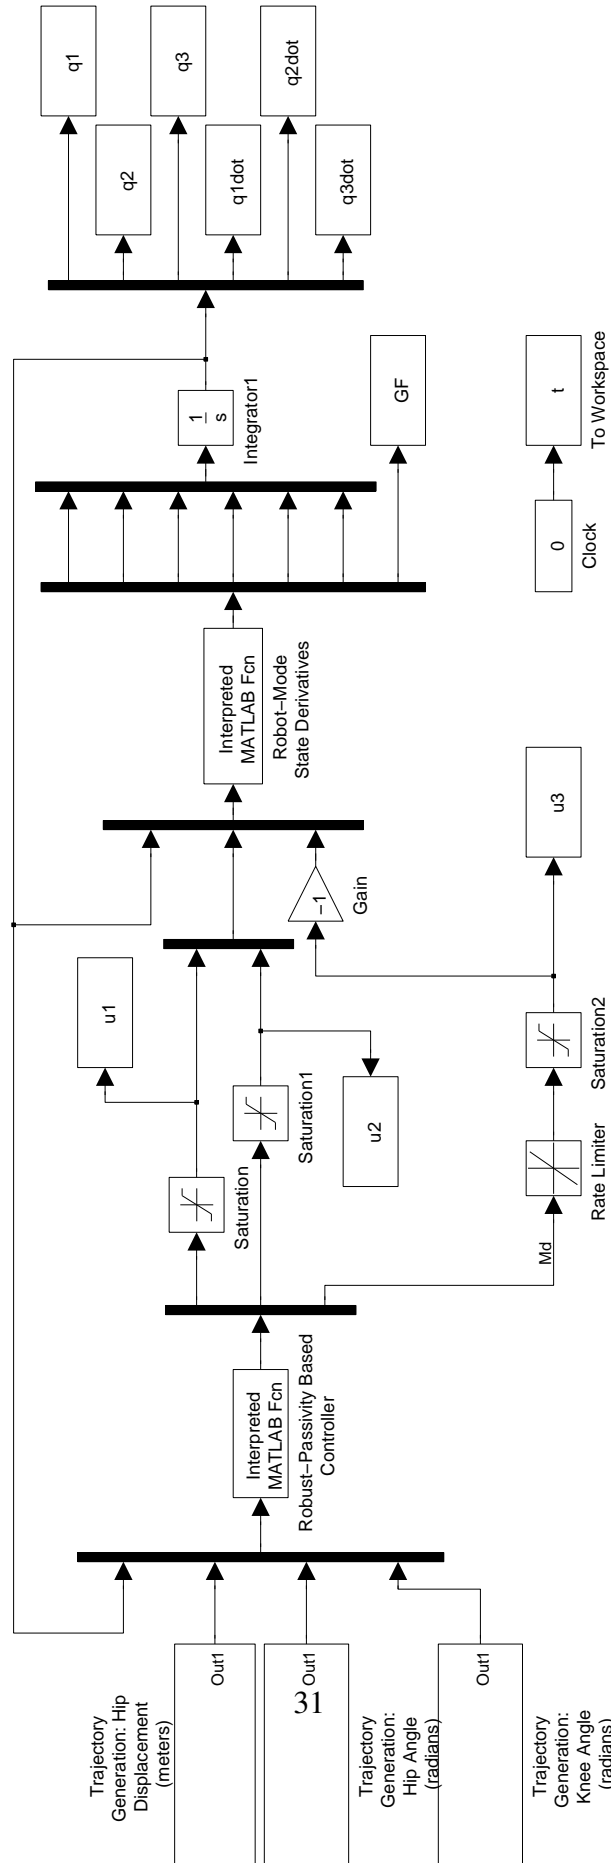 Trajectory
Generation: Hip
Displacement
(meters)
Out1
Trajectory
Generation:
Hip Angle
(radians)
Out1
Trajectory
Generation:
Knee Angle
(radians)
Out1
31
Interpreted
MATLAB Fcn
Robust−Passivity Based
Controller
Saturation
Saturation1
Md
Rate Limiter
Saturation2
u1
u2
u3
−1
Gain
Interpreted
MATLAB Fcn
Robot−Mode
State Derivatives
1
s
Integrator1
GF
0
Clock
t
To Workspace
q1
q2
q3
q1dot
q2dot
q3dot